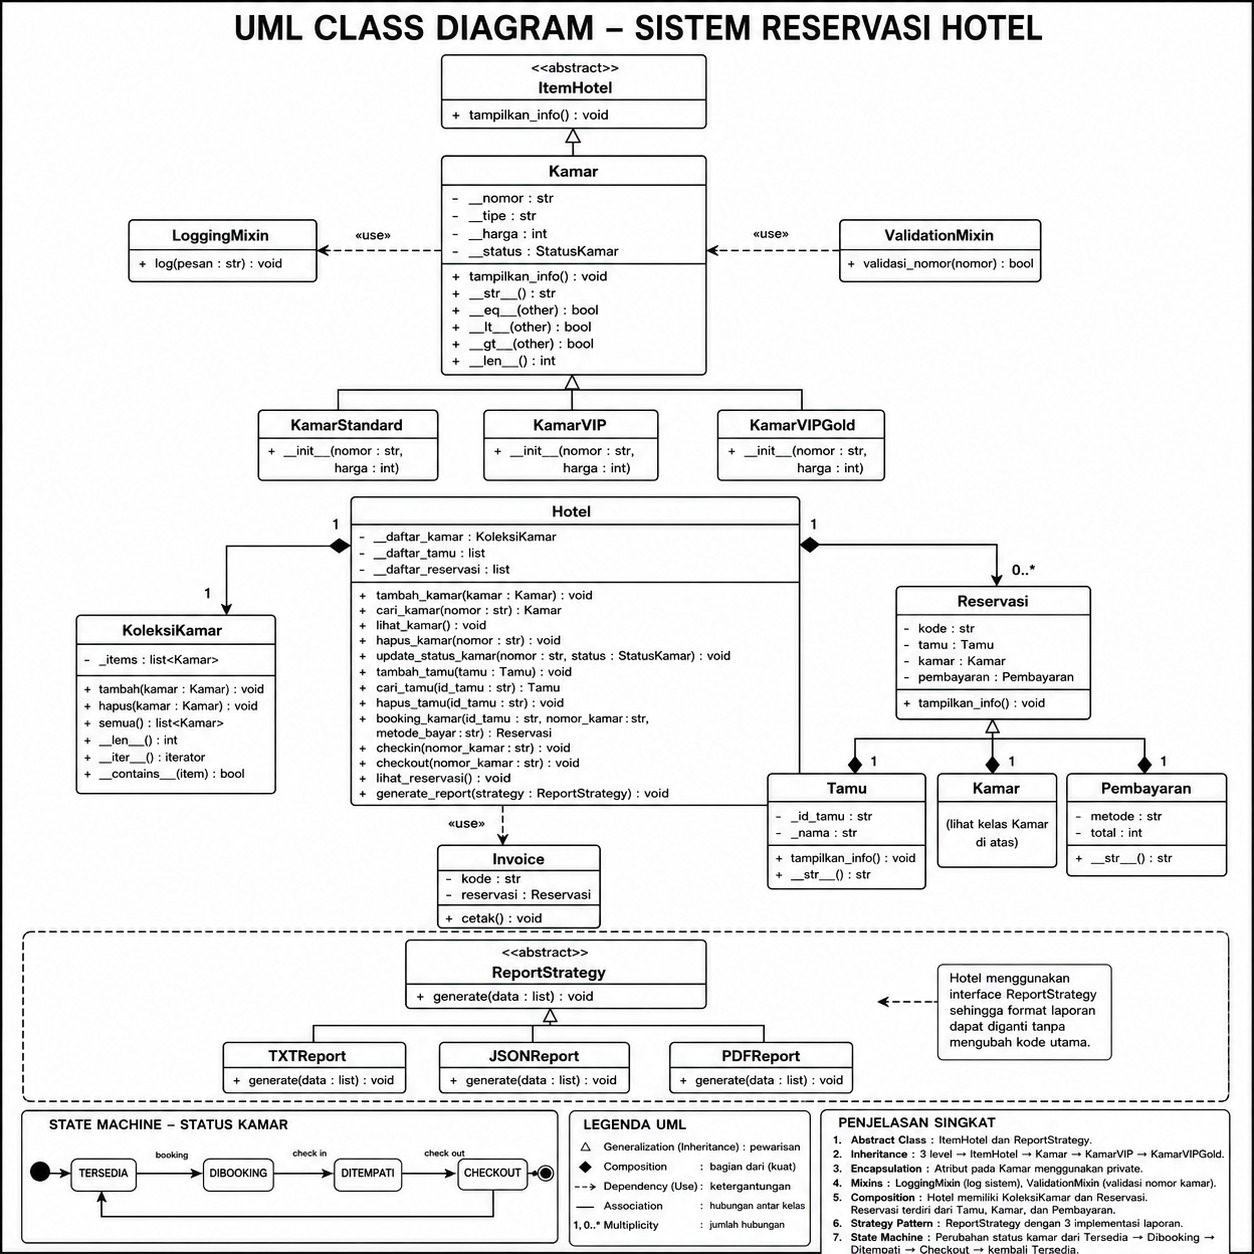 UML CLASS DIAGRAM – SISTEM RESERVASI HOTEL
<<abstract>>
ItemHotel
+ tampilkan_info() : void
Kamar
- __nomor : str
- __tipe : str
- __harga : int
- __status : StatusKamar
+ tampilkan_info() : void
+ __str__() : str
+ __eq__(other) : bool
+ __lt__(other) : bool
+ __gt__(other) : bool
+ __len__() : int
LoggingMixin
+ log(pesan : str) : void
«use»
«use»
ValidationMixin
+ validasi_nomor(nomor) : bool
KamarStandard
+ __init__(nomor : str,
harga : int)
KamarVIP
+ __init__(nomor : str,
harga : int)
KamarVIPGold
+ __init__(nomor : str,
harga : int)
Hotel
- __daftar_kamar : KoleksiKamar
- __daftar_tamu : list
- __daftar_reservasi : list
+ tambah_kamar(kamar : Kamar) : void
+ cari_kamar(nomor : str) : Kamar
+ lihat_kamar() : void
+ hapus_kamar(nomor : str) : void
+ update_status_kamar(nomor : str, status : StatusKamar) : void
+ tambah_tamu(tamu : Tamu) : void
+ cari_tamu(id_tamu : str) : Tamu
+ hapus_tamu(id_tamu : str) : void
+ booking_kamar(id_tamu : str, nomor_kamar : str,
metode_bayar : str) : Reservasi
+ checkin(nomor_kamar : str) : void
+ checkout(nomor_kamar : str) : void
+ lihat_reservasi() : void
+ generate_report(strategy : ReportStrategy) : void
1
1
KoleksiKamar
- _items : list<Kamar>
+ tambah(kamar : Kamar) : void
+ hapus(kamar : Kamar) : void
+ semua() : list<Kamar>
+ __len__() : int
+ __iter__() : iterator
+ __contains__(item) : bool
1
0..*
Reservasi
- kode : str
- tamu : Tamu
- kamar : Kamar
- pembayaran : Pembayaran
+ tampilkan_info() : void
1
1
1
Tamu
- _id_tamu : str
- _nama : str
+ tampilkan_info() : void
+ __str__() : str
Kamar
(lihat kelas Kamar
di atas)
Pembayaran
- metode : str
- total : int
+ __str__() : str
«use»
Invoice
- kode : str
- reservasi : Reservasi
+ cetak() : void
<<abstract>>
ReportStrategy
+ generate(data : list) : void
TXTReport
+ generate(data : list) : void
JSONReport
+ generate(data : list) : void
PDFReport
+ generate(data : list) : void
Hotel menggunakan
interface ReportStrategy
sehingga format laporan
dapat diganti tanpa
mengubah kode utama.
STATE MACHINE – STATUS KAMAR
TERSEDIA
booking
DIBOOKING
check in
DITEMPATI
check out
CHECKOUT
LEGENDA UML
Generalization (Inheritance) : pewarisan
Composition : bagian dari (kuat)
Dependency (Use) : ketergantungan
Association : hubungan antar kelas
1, 0..* Multiplicity : jumlah hubungan
PENJELASAN SINGKAT
1. Abstract Class : ItemHotel dan ReportStrategy.
2. Inheritance : 3 level → ItemHotel → Kamar → KamarVIP → KamarVIPGold.
3. Encapsulation : Atribut pada Kamar menggunakan private.
4. Mixins : LoggingMixin (log sistem), ValidationMixin (validasi nomor kamar).
5. Composition : Hotel memiliki KoleksiKamar dan Reservasi.
Reservasi terdiri dari Tamu, Kamar, dan Pembayaran.
6. Strategy Pattern : ReportStrategy dengan 3 implementasi laporan.
7. State Machine : Perubahan status kamar dari Tersedia → Dibooking →
Ditempati → Checkout → kembali Tersedia.